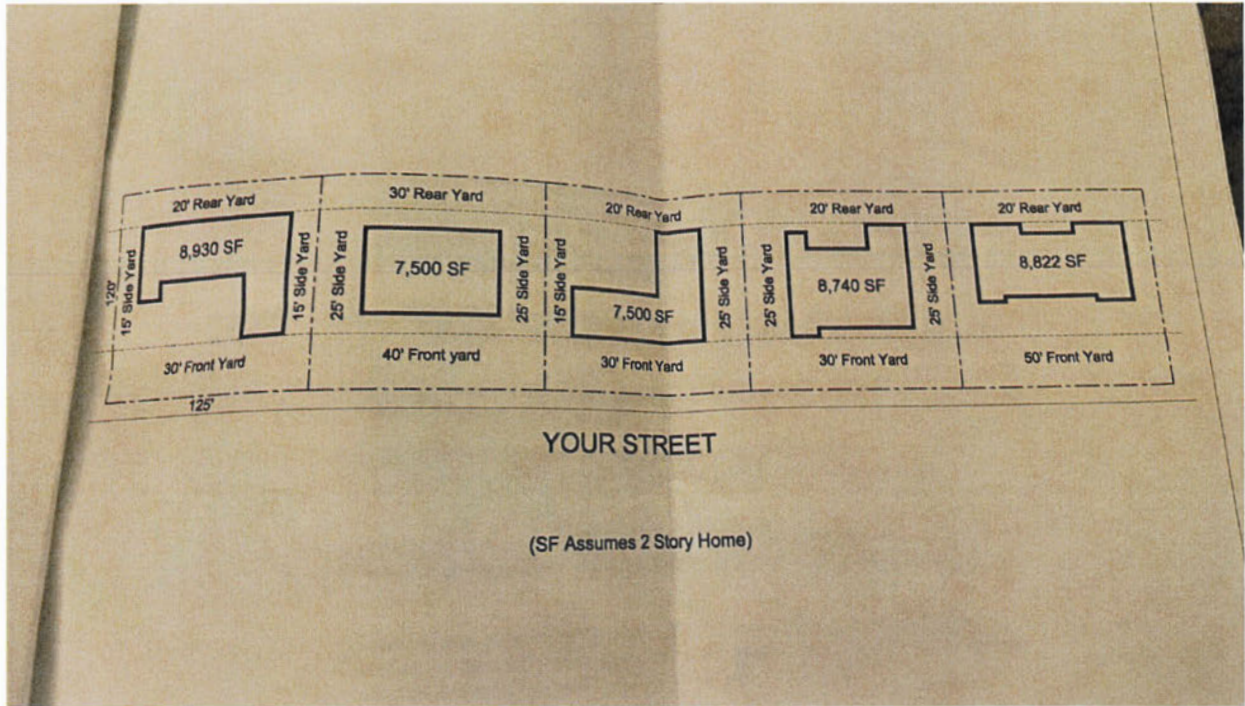 20' Rear Yard
30' Rear Yard
20' Rear Yard
20' Rear Yard
20' Rear Yard
120'
15' Side Yard
8,930 SF
15' Side Yard
25' Side Yard
7,500 SF
25' Side Yard
15' Side Yard
7,500 SF
25' Side Yard
25' Side Yard
8,740 SF
25' Side Yard
8,822 SF
30' Front Yard
40' Front yard
30' Front Yard
30' Front Yard
50' Front Yard
125'
YOUR STREET
(SF Assumes 2 Story Home)